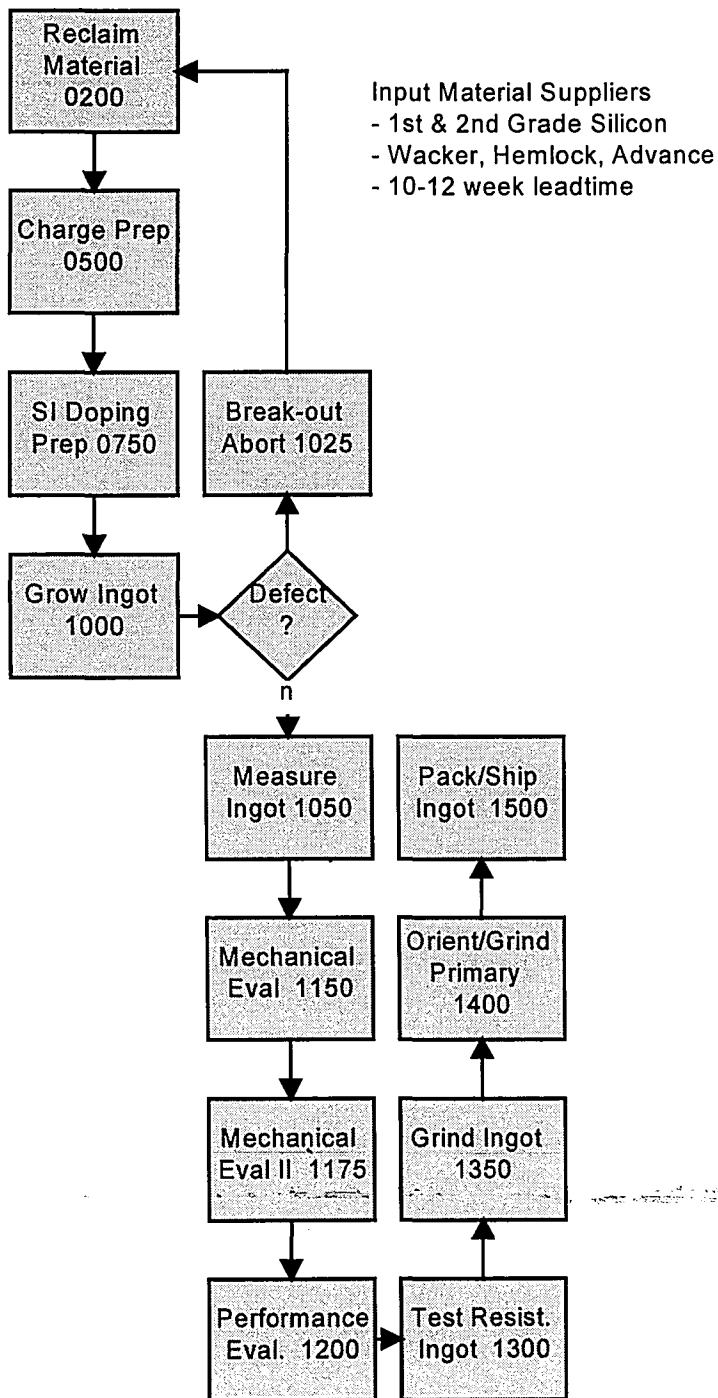 Reclaim
Material
0200
Input Material Suppliers
- 1st & 2nd Grade Silicon
- Wacker, Hemlock, Advance
- 10-12 week leadtime
Charge Prep
0500
SI Doping
Prep 0750
Break-out
Abort 1025
Grow Ingot
1000
Defect
?
n
Measure
Ingot 1050
Pack/Ship
Ingot 1500
Mechanical
Eval 1150
Orient/Grind
Primary
1400
Mechanical
Eval II 1175
Grind Ingot
1350
Performance
Eval. 1200
Test Resist.
Ingot 1300